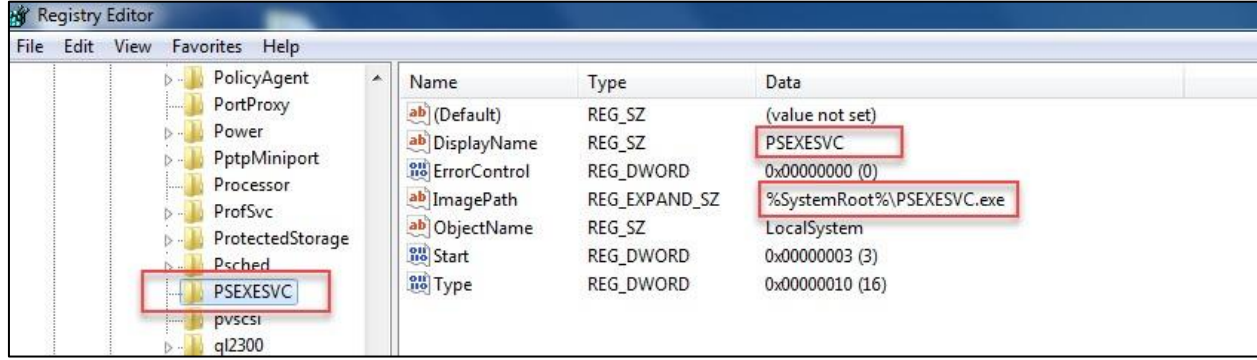 Registry Editor
File Edit View Favorites Help
PolicyAgent
PortProxy
Power
PptpMiniport
Processor
ProfSvc
ProtectedStorage
Psched
PSEXESVC
pvscsi
ql2300
Name Type Data
(Default) REG_SZ (value not set)
DisplayName REG_SZ PSEXESVC
ErrorControl REG_DWORD 0x00000000 (0)
ImagePath REG_EXPAND_SZ %SystemRoot%\PSEXESVC.exe
ObjectName REG_SZ LocalSystem
Start REG_DWORD 0x00000003 (3)
Type REG_DWORD 0x00000010 (16)